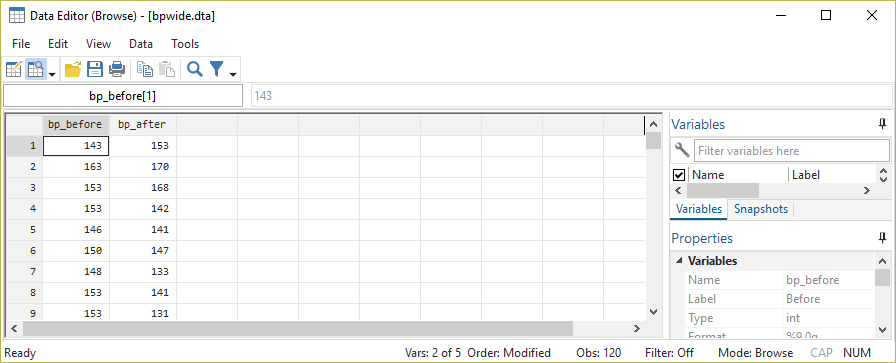 Data Editor (Browse) - [bpwide.dta]
File Edit View Data Tools
bp_before[1] 143
bp_before bp_after
1 143 153
2 163 170
3 153 168
4 153 142
5 146 141
6 150 147
7 148 133
8 153 141
9 153 131
Variables
Filter variables here
Name Label
Variables Snapshots
Properties
Variables
Name bp_before
Label Before
Type int
Format %9.0g
Ready Vars: 2 of 5 Order: Modified Obs: 120 Filter: Off Mode: Browse CAP NUM